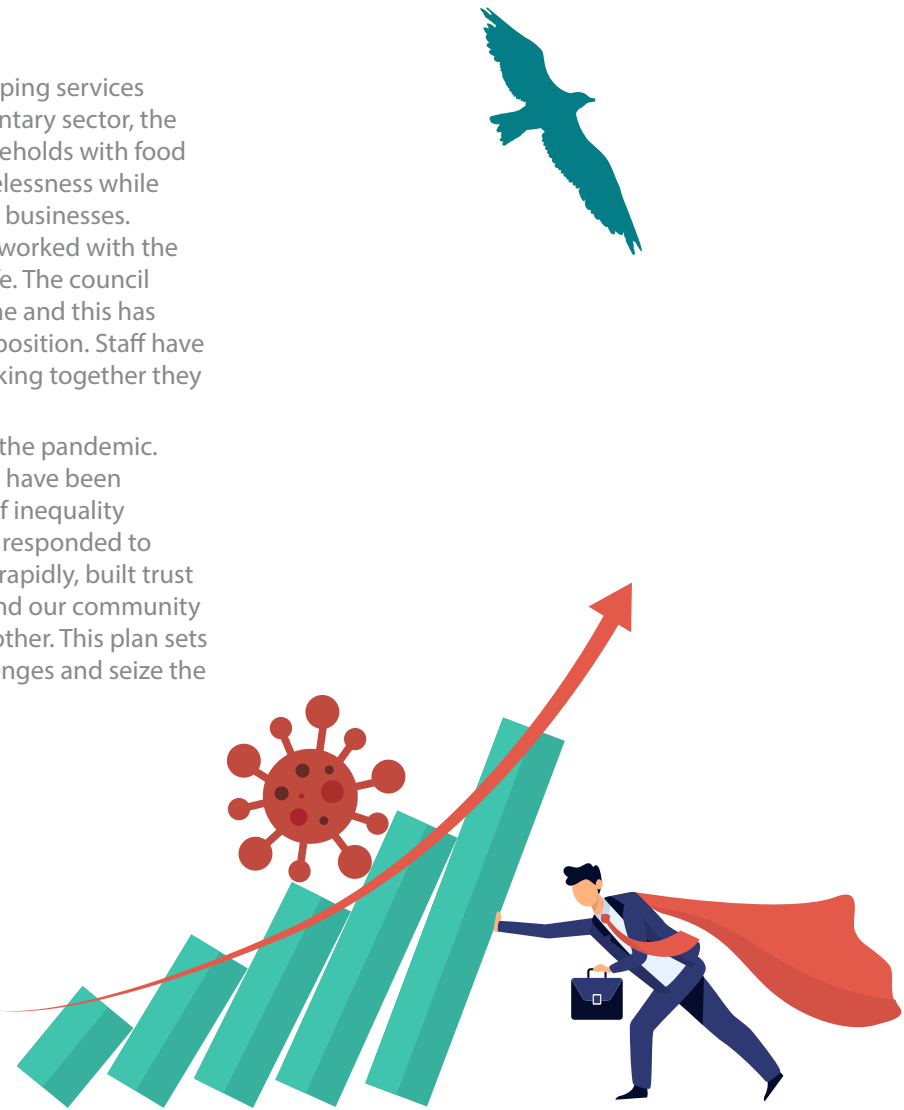 ping services
ntary sector, the
eholds with food
elessness while
businesses.
worked with the
e. The council
ne and this has
position. Staff have
king together they
the pandemic.
have been
f inequality
responded to
rapidly, built trust
nd our community
other. This plan sets
enges and seize the